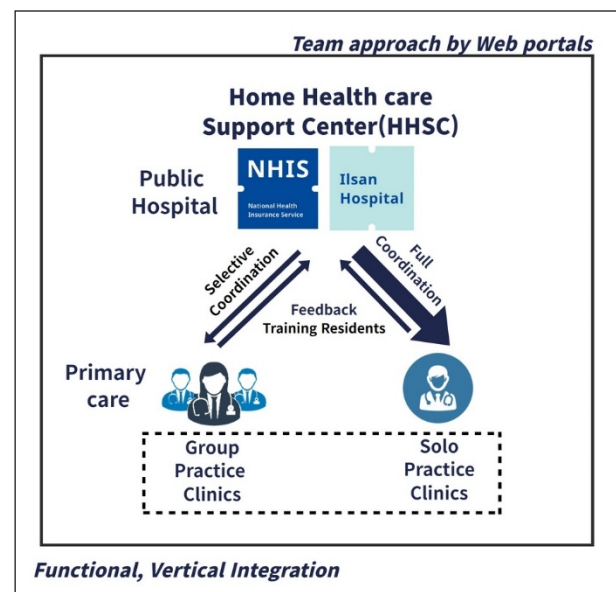 Team approach by Web portals
Home Health care
Support Center(HHSC)
Public
Hospital
NHIS
National Health
Insurance Service
Ilsan
Hospital
Selective
Coordination
Full
Coordination
Feedback
Training Residents
Primary
care
Group
Practice
Clinics
Solo
Practice
Clinics
Functional, Vertical Integration